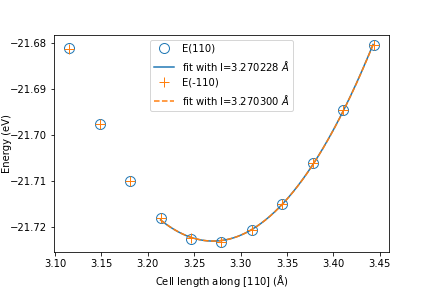 E(110)
fit with l=3.270228 Å
E(-110)
fit with l=3.270300 Å
Energy (eV)
−21.68
−21.69
−21.70
−21.71
−21.72
3.10 3.15 3.20 3.25 3.30 3.35 3.40 3.45
Cell length along [110] (Å)